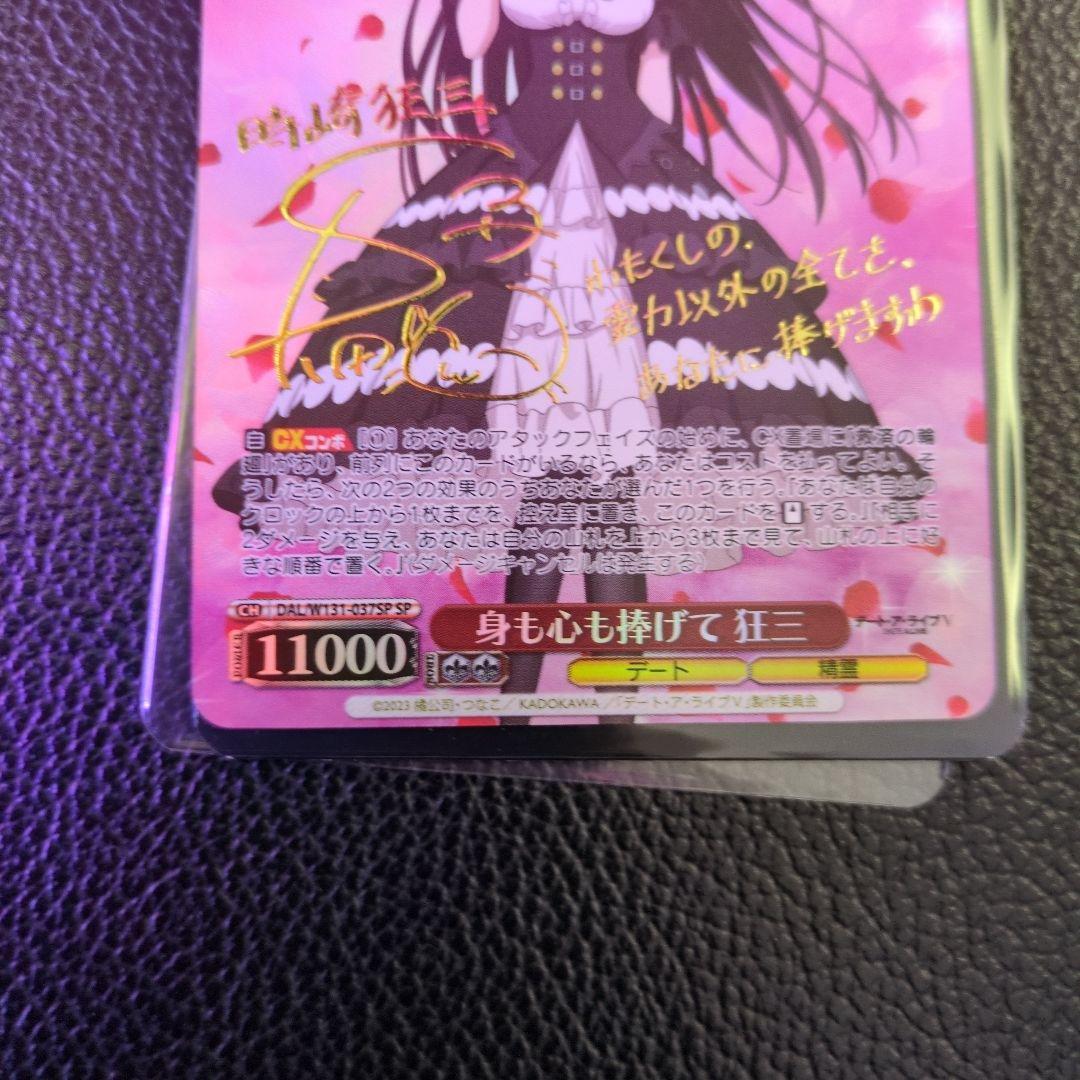 時崎狂三
わたくしの、
霊力以外の全てを、
あなたに捧げますわ
自 CXコンボ [①] あなたのアタックフェイズの始めに、CX置場に「救済の輪
廻」があり、前列にこのカードがいるなら、あなたはコストを払ってよい。そ
うしたら、次の2つの効果のうちあなたが選んだ1つを行う。『あなたは自分の
クロックの上から1枚までを、控え室に置き、このカードをする。』『相手に
2ダメージを与え、あなたは自分の山札を上から3枚まで見て、山札の上に好
きな順番で置く。』(ダメージキャンセルは発生する)
CH DAL/W131-037SP SP
身も心も捧げて 狂三
デート・ア・ライブV
11000
デート 精霊
©2023 橘公司・つなこ/KADOKAWA/「デート・ア・ライブV」製作委員会